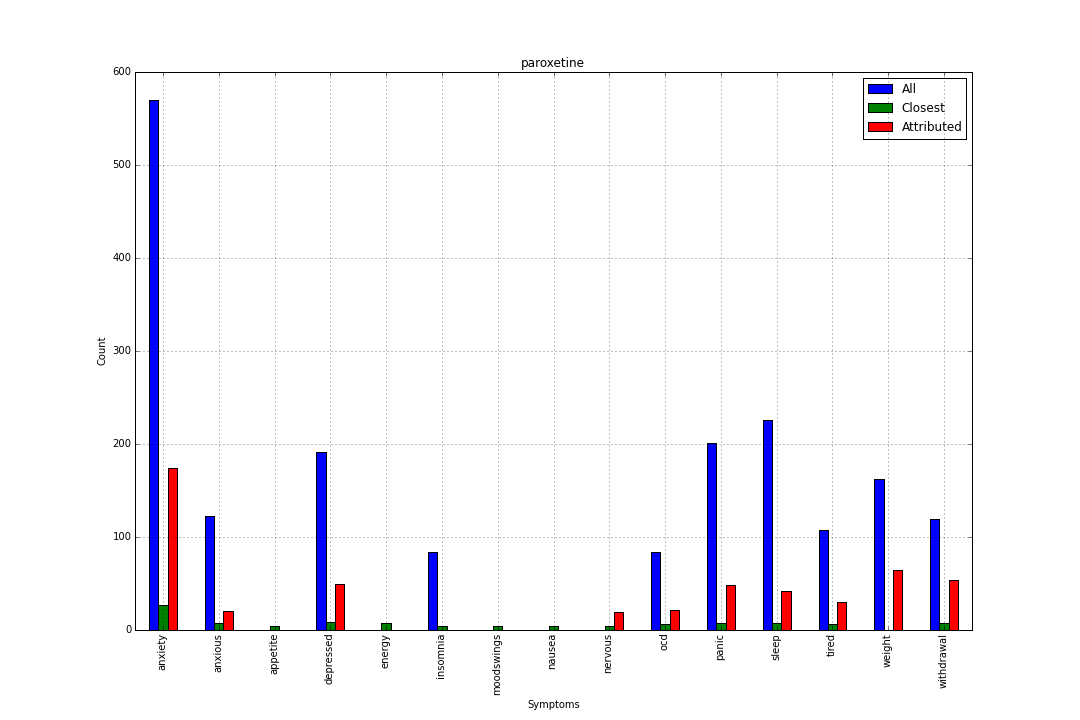 paroxetine
600
500
400
300
200
100
0
Count
All
Closest
Attributed
anxiety
anxious
appetite
depressed
energy
insomnia
moodswings
nausea
nervous
ocd
panic
sleep
tired
weight
withdrawal
Symptoms